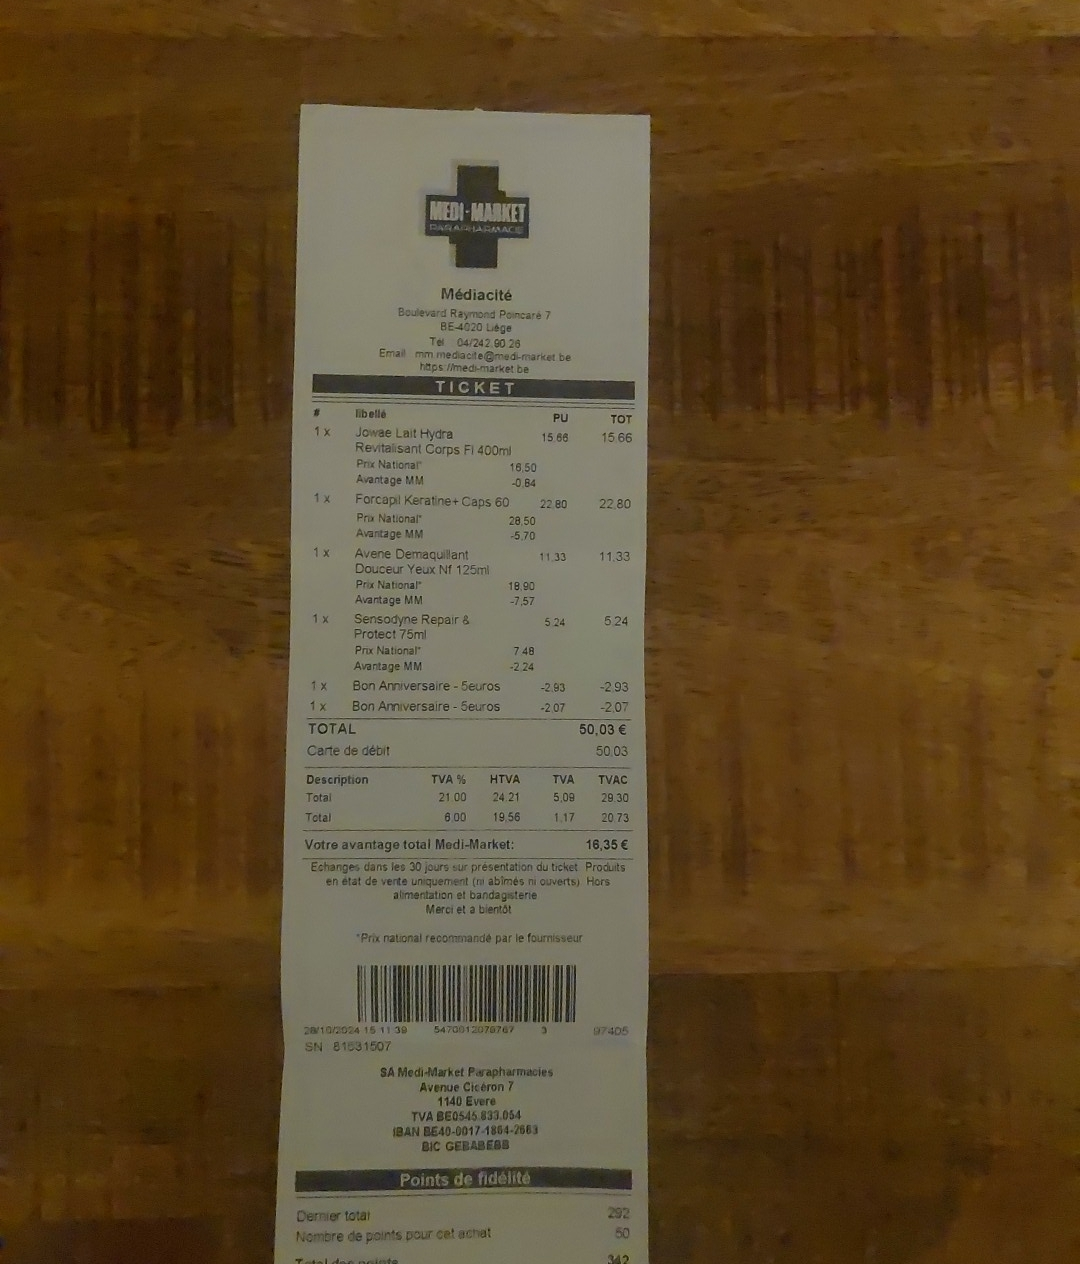 MEDI-MARKET
PARAPHARMACIE
Médiacité
Boulevard Raymond Poincaré 7
BE-4020 Liège
Tél 04/242.90.26
Email mm.mediacite@medi-market.be
https://medi-market.be
TICKET
# libellé PU TOT
1 x Jowae Lait Hydra 15.66 15.66
Revitalisant Corps Fl 400ml
Prix National* 16,50
Avantage MM -0,84
1 x Forcapil Keratine+ Caps 60 22.80 22,80
Prix National* 28,50
Avantage MM -5,70
1 x Avene Demaquillant 11,33 11,33
Douceur Yeux Nf 125ml
Prix National* 18,90
Avantage MM -7,57
1 x Sensodyne Repair & 5.24 5.24
Protect 75ml
Prix National* 7.48
Avantage MM -2.24
1 x Bon Anniversaire - 5euros -2,93 -2,93
1 x Bon Anniversaire - 5euros -2,07 -2,07
TOTAL 50,03 €
Carte de débit 50.03
Description TVA % HTVA TVA TVAC
Total 21.00 24.21 5,09 29.30
Total 6.00 19,56 1,17 20.73
Votre avantage total Medi-Market: 16,35 €
Echanges dans les 30 jours sur présentation du ticket. Produits
en état de vente uniquement (ni abîmés ni ouverts). Hors
alimentation et bandagisterie
Merci et a bientôt
*Prix national recommandé par le fournisseur
28/10/2024 15:11:39 5470012079767 3 97405
SN : 81531507
SA Medi-Market Parapharmacies
Avenue Cicéron 7
1140 Evere
TVA BE0545.833.054
IBAN BE40-0017-1864-2663
BIC GEBABEBB
Points de fidélité
Dernier total 292
Nombre de points pour cet achat 50
Total des points 342